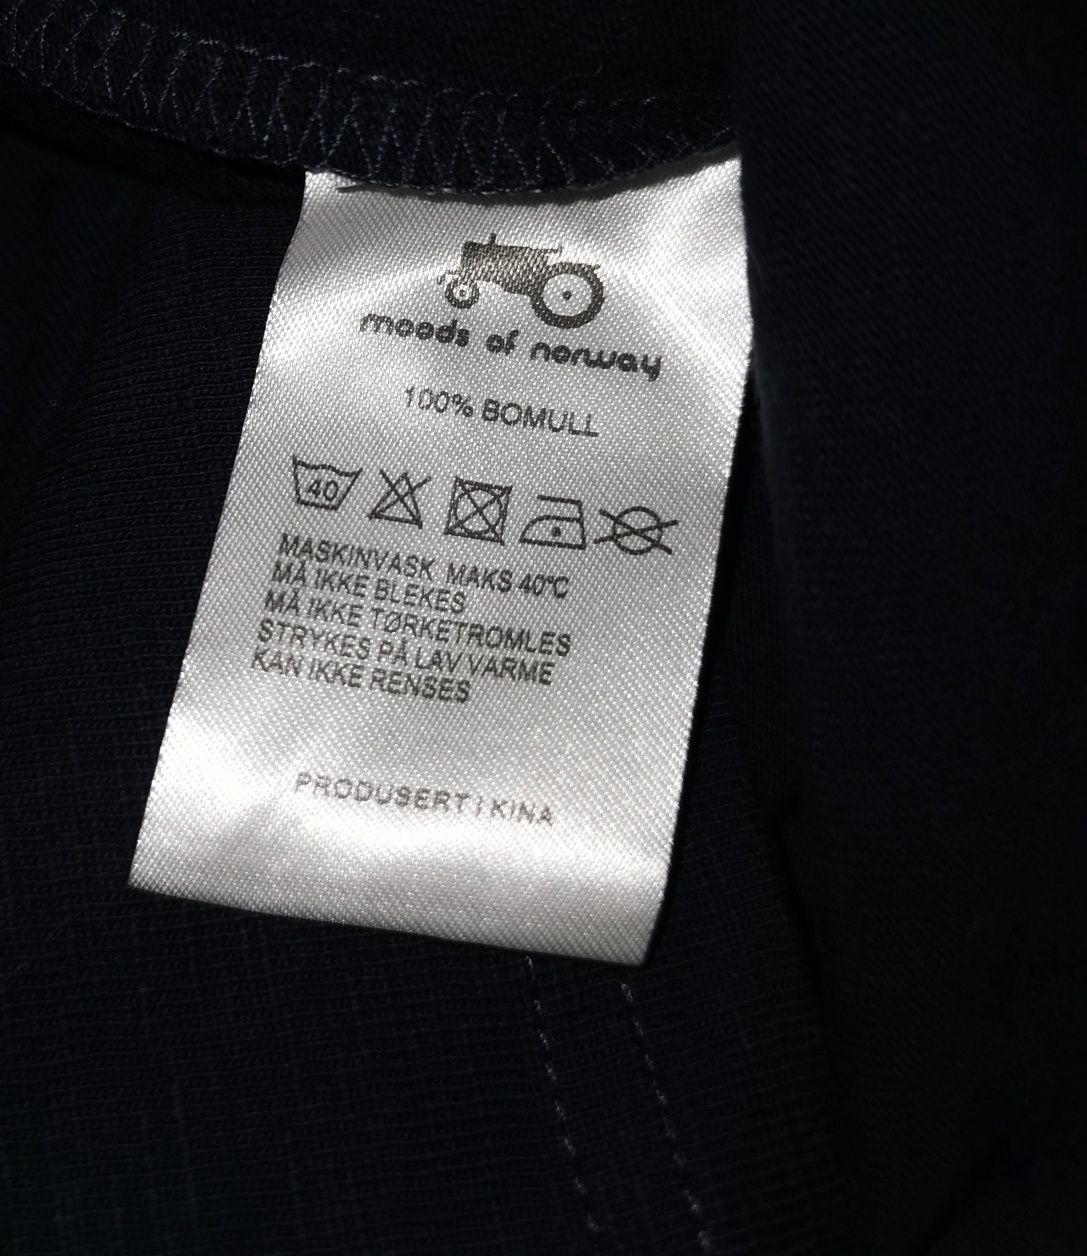 moods of norway
100% BOMULL
40
MASKINVASK MAKS 40°C
MÅ IKKE BLEKES
MÅ IKKE TØRKETROMLES
STRYKES PÅ LAV VARME
KAN IKKE RENSES
PRODUSERT I KINA